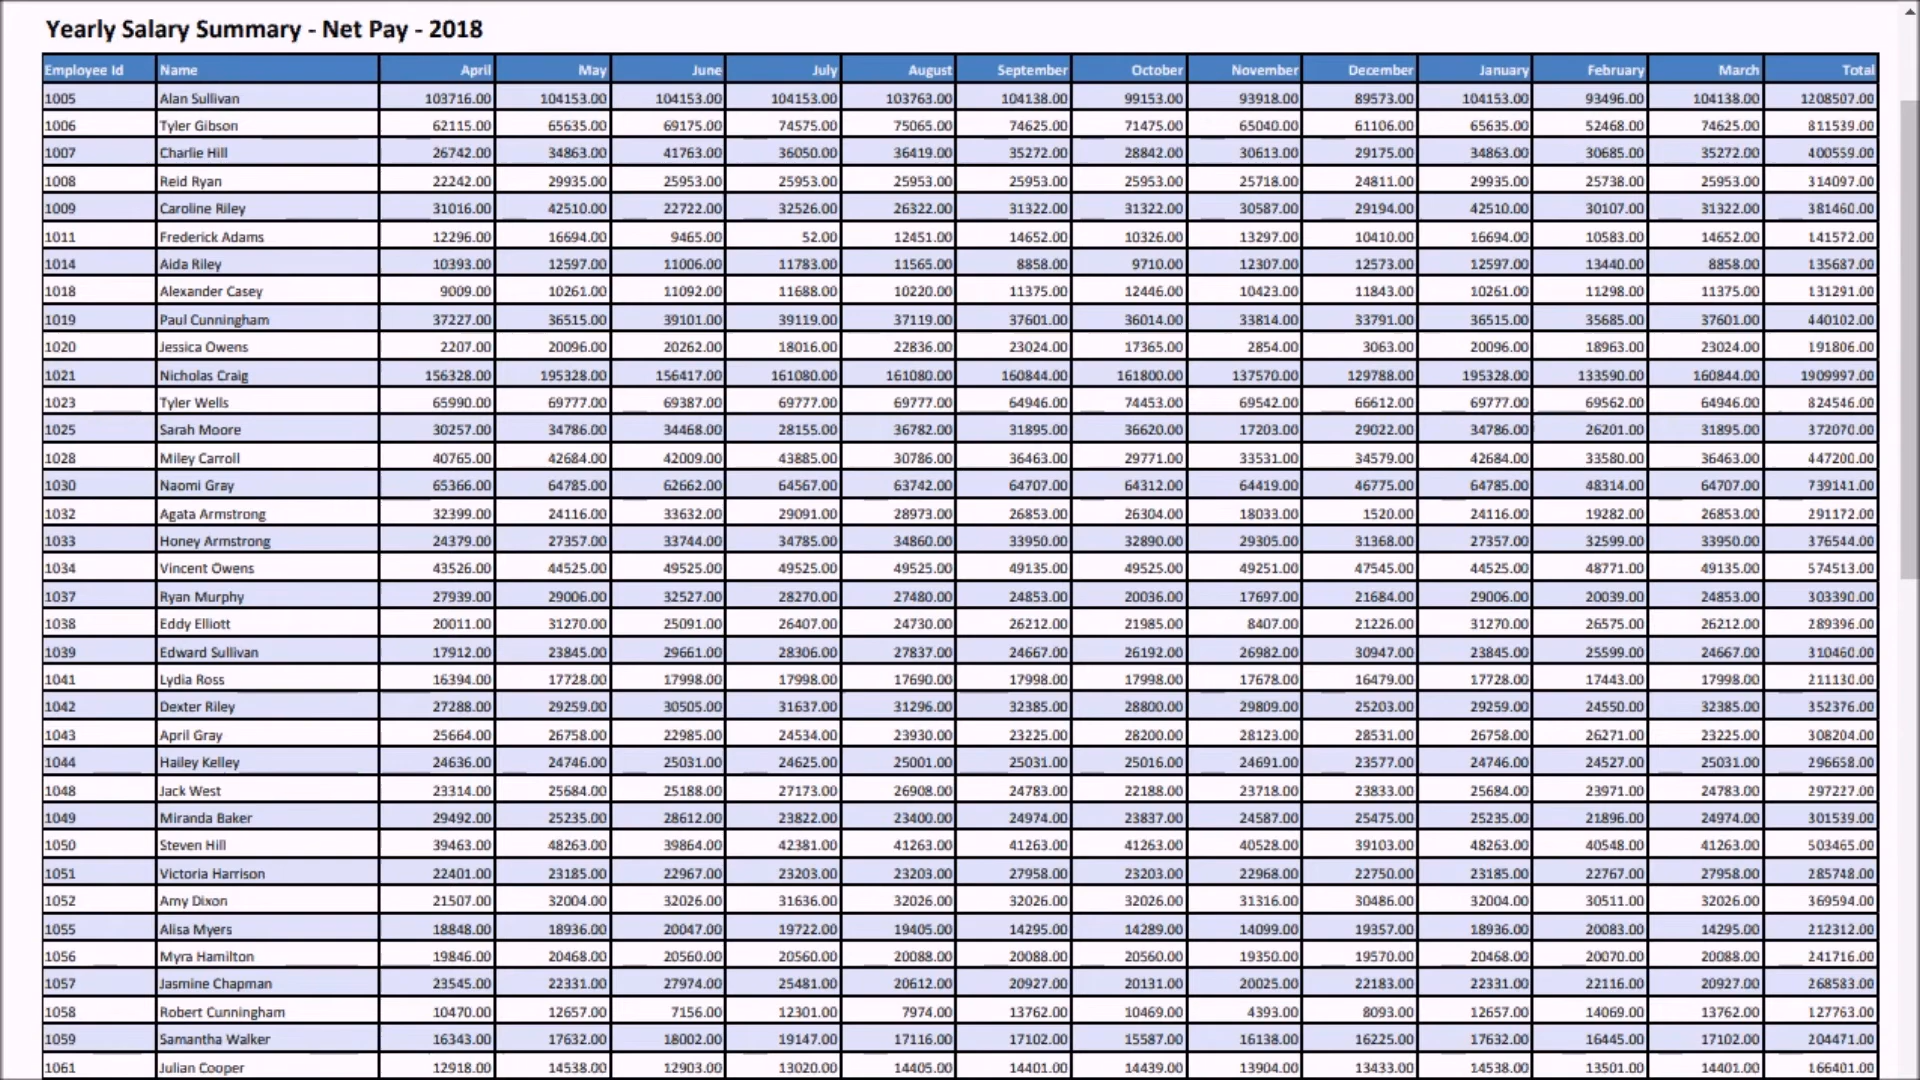 Yearly Salary Summary - Net Pay - 2018
Employee Id Name April May June July August September October November December January February March Total
1005 Alan Sullivan 103716.00 104153.00 104153.00 104153.00 103763.00 104138.00 99153.00 93918.00 89573.00 104153.00 93496.00 104138.00 1208507.00
1006 Tyler Gibson 62115.00 65635.00 69175.00 74575.00 75065.00 74625.00 71475.00 65040.00 61106.00 65635.00 52468.00 74625.00 811539.00
1007 Charlie Hill 26742.00 34863.00 41763.00 36050.00 36419.00 35272.00 28842.00 30613.00 29175.00 34863.00 30685.00 35272.00 400559.00
1008 Reid Ryan 22242.00 29935.00 25953.00 25953.00 25953.00 25953.00 25953.00 25718.00 24811.00 29935.00 25738.00 25953.00 314097.00
1009 Caroline Riley 31016.00 42510.00 22722.00 32526.00 26322.00 31322.00 31322.00 30587.00 29194.00 42510.00 30107.00 31322.00 381460.00
1011 Frederick Adams 12296.00 16694.00 9465.00 52.00 12451.00 14652.00 10326.00 13297.00 10410.00 16694.00 10583.00 14652.00 141572.00
1014 Aida Riley 10393.00 12597.00 11006.00 11783.00 11565.00 8858.00 9710.00 12307.00 12573.00 12597.00 13440.00 8858.00 135687.00
1018 Alexander Casey 9009.00 10261.00 11092.00 11688.00 10220.00 11375.00 12446.00 10423.00 11843.00 10261.00 11298.00 11375.00 131291.00
1019 Paul Cunningham 37227.00 36515.00 39101.00 39119.00 37119.00 37601.00 36014.00 33814.00 33791.00 36515.00 35685.00 37601.00 440102.00
1020 Jessica Owens 2207.00 20096.00 20262.00 18016.00 22836.00 23024.00 17365.00 2854.00 3063.00 20096.00 18963.00 23024.00 191806.00
1021 Nicholas Craig 156328.00 195328.00 156417.00 161080.00 161080.00 160844.00 161800.00 137570.00 129788.00 195328.00 133590.00 160844.00 1909997.00
1023 Tyler Wells 65990.00 69777.00 69387.00 69777.00 69777.00 64946.00 74453.00 69542.00 66612.00 69777.00 69562.00 64946.00 824546.00
1025 Sarah Moore 30257.00 34786.00 34468.00 28155.00 36782.00 31895.00 36620.00 17203.00 29022.00 34786.00 26201.00 31895.00 372070.00
1028 Miley Carroll 40765.00 42684.00 42009.00 43885.00 30786.00 36463.00 29771.00 33531.00 34579.00 42684.00 33580.00 36463.00 447200.00
1030 Naomi Gray 65366.00 64785.00 62662.00 64567.00 63742.00 64707.00 64312.00 64419.00 46775.00 64785.00 48314.00 64707.00 739141.00
1032 Agata Armstrong 32399.00 24116.00 33632.00 29091.00 28973.00 26853.00 26304.00 18033.00 1520.00 24116.00 19282.00 26853.00 291172.00
1033 Honey Armstrong 24379.00 27357.00 33744.00 34785.00 34860.00 33950.00 32890.00 29305.00 31368.00 27357.00 32599.00 33950.00 376544.00
1034 Vincent Owens 43526.00 44525.00 49525.00 49525.00 49525.00 49135.00 49525.00 49251.00 47545.00 44525.00 48771.00 49135.00 574513.00
1037 Ryan Murphy 27939.00 29006.00 32527.00 28270.00 27480.00 24853.00 20036.00 17697.00 21684.00 29006.00 20039.00 24853.00 303390.00
1038 Eddy Elliott 20011.00 31270.00 25091.00 26407.00 24730.00 26212.00 21985.00 8407.00 21226.00 31270.00 26575.00 26212.00 289396.00
1039 Edward Sullivan 17912.00 23845.00 29661.00 28306.00 27837.00 24667.00 26192.00 26982.00 30947.00 23845.00 25599.00 24667.00 310460.00
1041 Lydia Ross 16394.00 17728.00 17998.00 17998.00 17690.00 17998.00 17998.00 17678.00 16479.00 17728.00 17443.00 17998.00 211130.00
1042 Dexter Riley 27288.00 29259.00 30505.00 31637.00 31296.00 32385.00 28800.00 29809.00 25203.00 29259.00 24550.00 32385.00 352376.00
1043 April Gray 25664.00 26758.00 22985.00 24534.00 23930.00 23225.00 28200.00 28123.00 28531.00 26758.00 26271.00 23225.00 308204.00
1044 Hailey Kelley 24636.00 24746.00 25031.00 24625.00 25001.00 25031.00 25016.00 24691.00 23577.00 24746.00 24527.00 25031.00 296658.00
1048 Jack West 23314.00 25684.00 25188.00 27173.00 26908.00 24783.00 22188.00 23718.00 23833.00 25684.00 23971.00 24783.00 297227.00
1049 Miranda Baker 29492.00 25235.00 28612.00 23822.00 23400.00 24974.00 23837.00 24587.00 25475.00 25235.00 21896.00 24974.00 301539.00
1050 Steven Hill 39463.00 48263.00 39864.00 42381.00 41263.00 41263.00 41263.00 40528.00 39103.00 48263.00 40548.00 41263.00 503465.00
1051 Victoria Harrison 22401.00 23185.00 22967.00 23203.00 23203.00 27958.00 23203.00 22968.00 22750.00 23185.00 22767.00 27958.00 285748.00
1052 Amy Dixon 21507.00 32004.00 32026.00 31636.00 32026.00 32026.00 32026.00 31316.00 30486.00 32004.00 30511.00 32026.00 369594.00
1055 Alisa Myers 18848.00 18936.00 20047.00 19722.00 19405.00 14295.00 14289.00 14099.00 19357.00 18936.00 20083.00 14295.00 212312.00
1056 Myra Hamilton 19846.00 20468.00 20560.00 20560.00 20088.00 20088.00 20560.00 19350.00 19570.00 20468.00 20070.00 20088.00 241716.00
1057 Jasmine Chapman 23545.00 22331.00 27974.00 25481.00 20612.00 20927.00 20131.00 20025.00 22183.00 22331.00 22116.00 20927.00 268583.00
1058 Robert Cunningham 10470.00 12657.00 7156.00 12301.00 7974.00 13762.00 10469.00 4393.00 8093.00 12657.00 14069.00 13762.00 127763.00
1059 Samantha Walker 16343.00 17632.00 18002.00 19147.00 17116.00 17102.00 15587.00 16138.00 16225.00 17632.00 16445.00 17102.00 204471.00
1061 Julian Cooper 12918.00 14538.00 12903.00 13020.00 14405.00 14401.00 14439.00 13904.00 13433.00 14538.00 13501.00 14401.00 166401.00